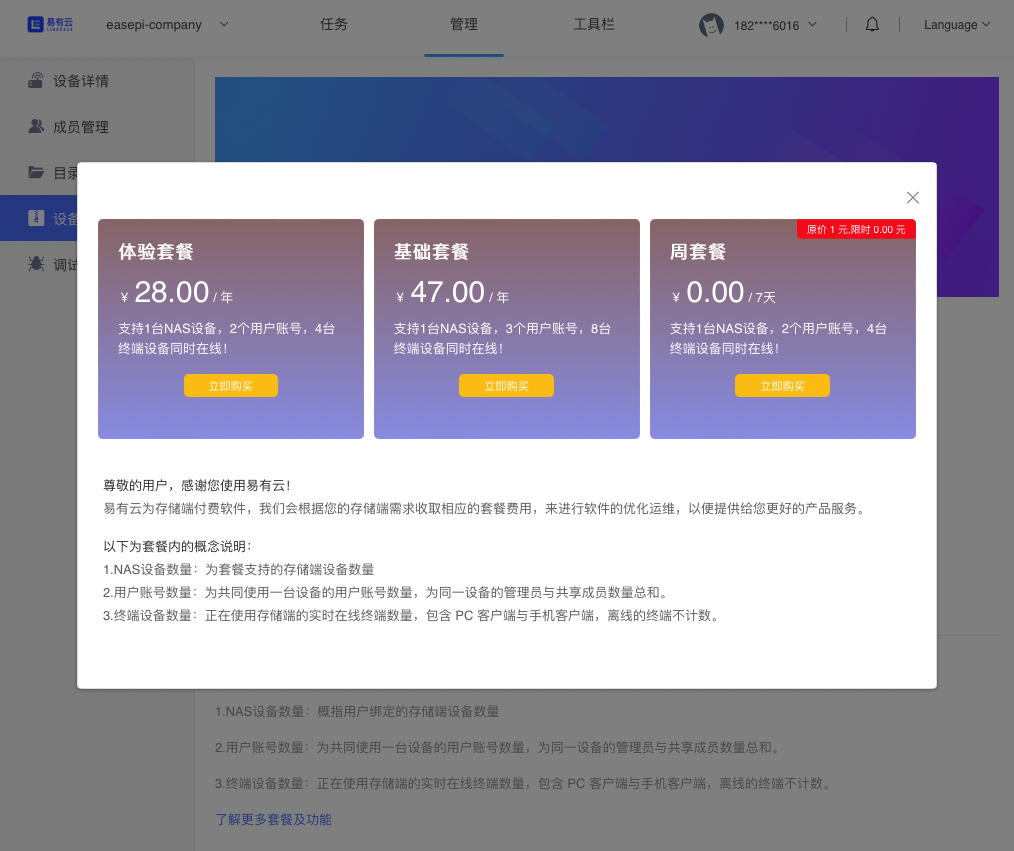 易有云
LINKEASE
easepi-company
任务
管理
工具栏
182****6016
Language
设备详情
成员管理
目录
设备
调试
原价 1 元,限时 0.00 元
体验套餐
¥ 28.00 / 年
支持1台NAS设备，2个用户账号，4台
终端设备同时在线！
立即购买
基础套餐
¥ 47.00 / 年
支持1台NAS设备，3个用户账号，8台
终端设备同时在线！
立即购买
周套餐
¥ 0.00 / 7天
支持1台NAS设备，2个用户账号，4台
终端设备同时在线！
立即购买
尊敬的用户，感谢您使用易有云！
易有云为存储端付费软件，我们会根据您的存储端需求收取相应的套餐费用，来进行软件的优化运维，以便提供给您更好的产品服务。
以下为套餐内的概念说明：
1.NAS设备数量：为套餐支持的存储端设备数量
2.用户账号数量：为共同使用一台设备的用户账号数量，为同一设备的管理员与共享成员数量总和。
3.终端设备数量：正在使用存储端的实时在线终端数量，包含 PC 客户端与手机客户端，离线的终端不计数。
1.NAS设备数量：概指用户绑定的存储端设备数量
2.用户账号数量：为共同使用一台设备的用户账号数量，为同一设备的管理员与共享成员数量总和。
3.终端设备数量：正在使用存储端的实时在线终端数量，包含 PC 客户端与手机客户端，离线的终端不计数。
了解更多套餐及功能